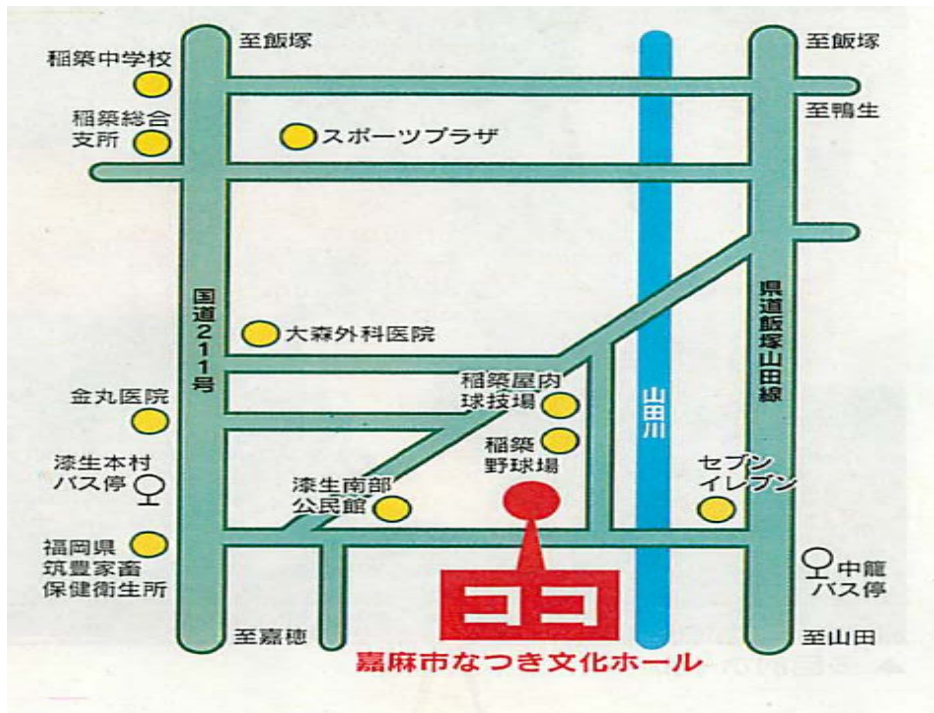 至飯塚
至飯塚
稲築中学校
至鴨生
稲築総合
支所
スポーツプラザ
国道211号
県道飯塚山田線
大森外科医院
稲築屋内
球技場
金丸医院
山田川
稲築
野球場
漆生本村
バス停
セブン
イレブン
漆生南部
公民館
福岡県
筑豊家畜
保健衛生所
中龍
バス停
ココ
至嘉穂
至山田
嘉麻市なつき文化ホール